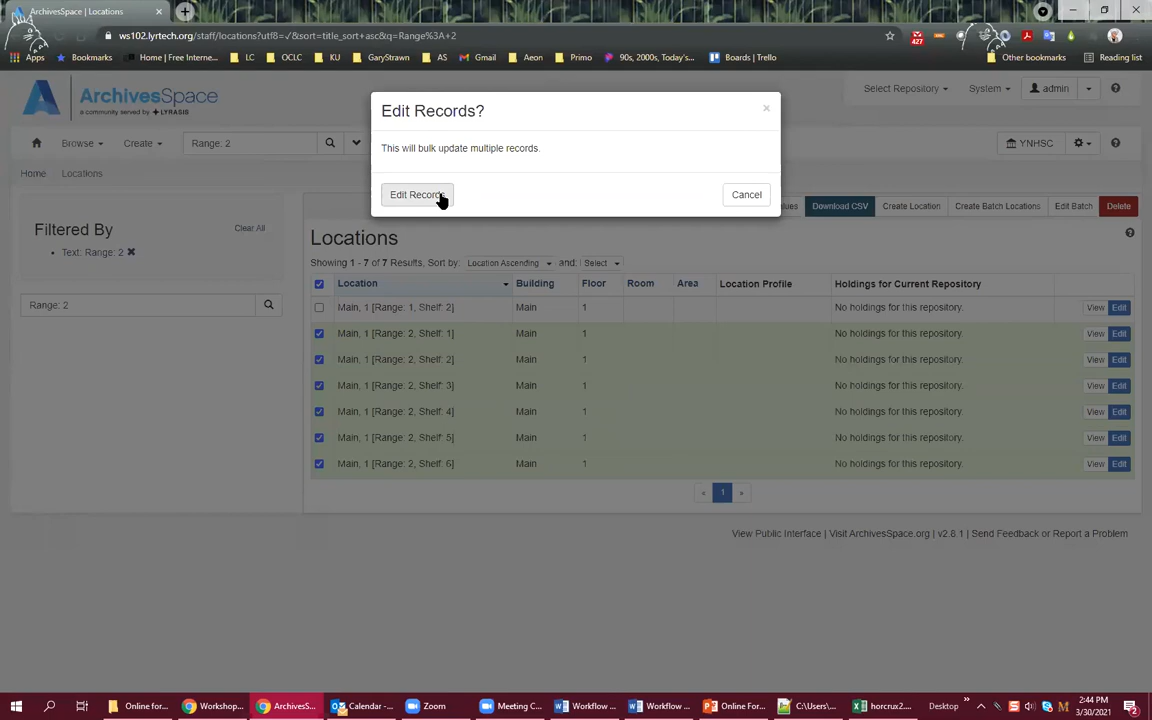 ArchivesSpace | Locations
ws102.lyrtech.org/staff/locations?utf8=✓&sort=title_sort+asc&q=Range%3A+2
427
Apps Bookmarks Home | Free Interne... LC OCLC KU GaryStrawn AS Gmail Aeon Primo 90s, 2000s, Today's... Boards | Trello Other bookmarks Reading list
ArchivesSpace
a community served by LYRASIS
Select Repository System admin
Browse Create Range: 2 YNHSC
Home Locations
Edit Records?
×
This will bulk update multiple records.
Edit Records Cancel
Download CSV Create Location Create Batch Locations Edit Batch Delete
Filtered By Clear All
Text: Range: 2
Range: 2
Locations
Showing 1 - 7 of 7 Results, Sort by: Location Ascending and: Select
Location Building Floor Room Area Location Profile Holdings for Current Repository
Main, 1 [Range: 1, Shelf: 2] Main 1 No holdings for this repository. View Edit
Main, 1 [Range: 2, Shelf: 1] Main 1 No holdings for this repository. View Edit
Main, 1 [Range: 2, Shelf: 2] Main 1 No holdings for this repository. View Edit
Main, 1 [Range: 2, Shelf: 3] Main 1 No holdings for this repository. View Edit
Main, 1 [Range: 2, Shelf: 4] Main 1 No holdings for this repository. View Edit
Main, 1 [Range: 2, Shelf: 5] Main 1 No holdings for this repository. View Edit
Main, 1 [Range: 2, Shelf: 6] Main 1 No holdings for this repository. View Edit
« 1 »
View Public Interface | Visit ArchivesSpace.org | v2.8.1 | Send Feedback or Report a Problem
Online for... Workshop... ArchivesS... Calendar -... Zoom Meeting C... Workflow ... Workflow ... Online For... C:\Users\... horcrux2.... Desktop » 2:44 PM
3/30/2021
2